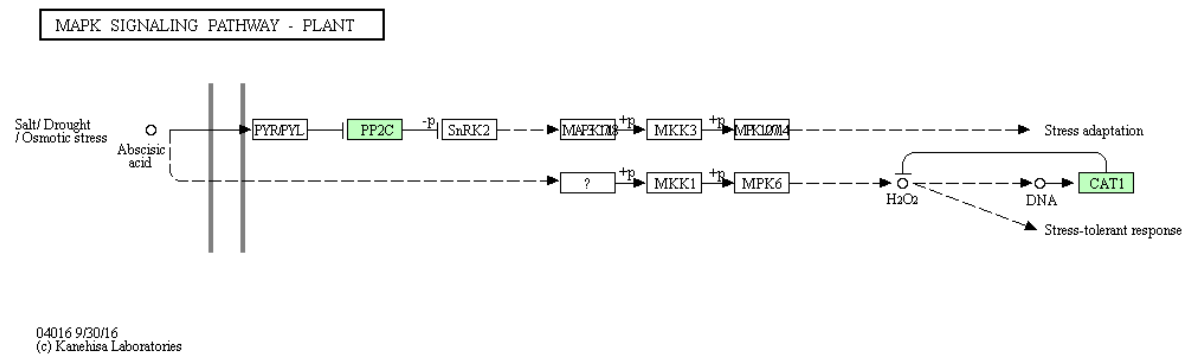 MAPK SIGNALING PATHWAY - PLANT
Salt/ Drought
/ Osmotic stress
Abscisic
acid
PYR/PYL
PP2C
-p
SnRK2
+p
MKK3
+p
Stress adaptation
?
+p
MKK1
+p
MPK6
H2O2
DNA
CAT1
Stress-tolerant response
04016 9/30/16
(c) Kanehisa Laboratories